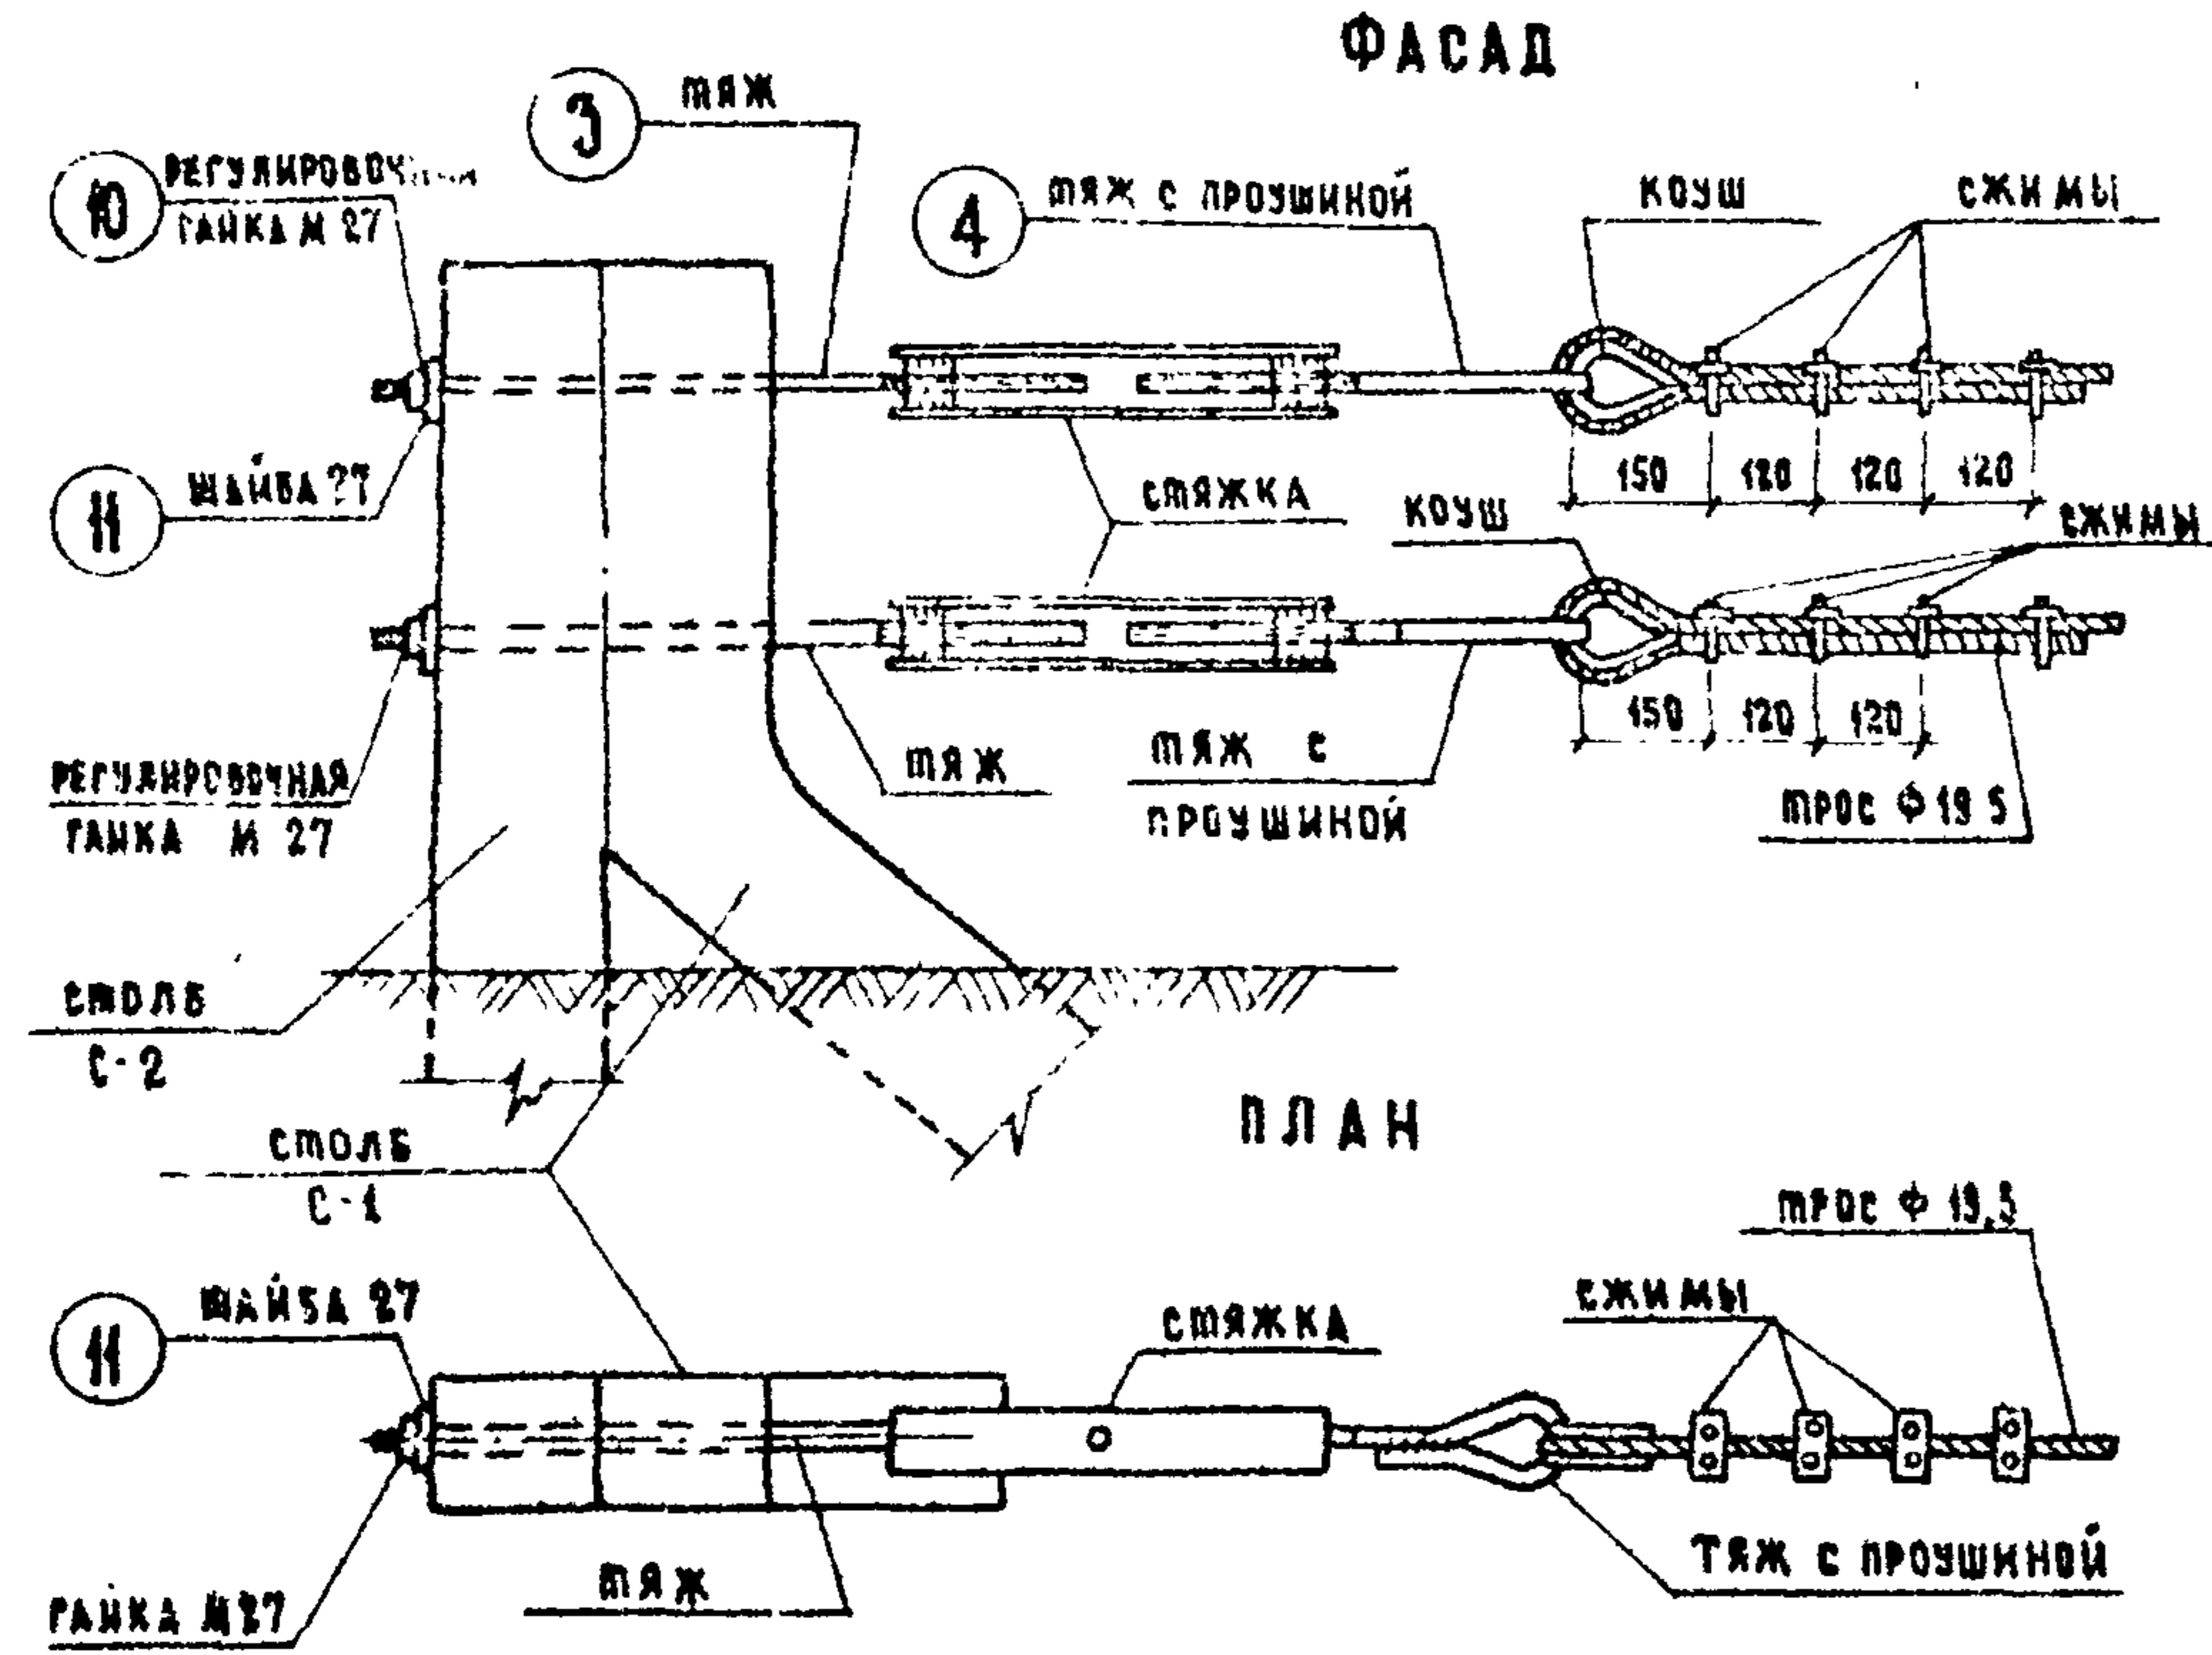 ФАСАД
3 тяж
10 РЕГУЛИРОВОЧНАЯ
ГАЙКА М 27
4 тяж с проушиной
коуш
сжимы
11 шайба 27
стяжка
150 120 120 120
коуш
сжимы
150 120 120
РЕГУЛИРОВОЧНАЯ
ГАЙКА М 27
тяж
тяж с
проушиной
трос Ф 19 5
столб
С-2
столб
С-1
ПЛАН
трос Ф 19,5
11 шайба 27
стяжка
сжимы
гайка М27
тяж
тяж с проушиной